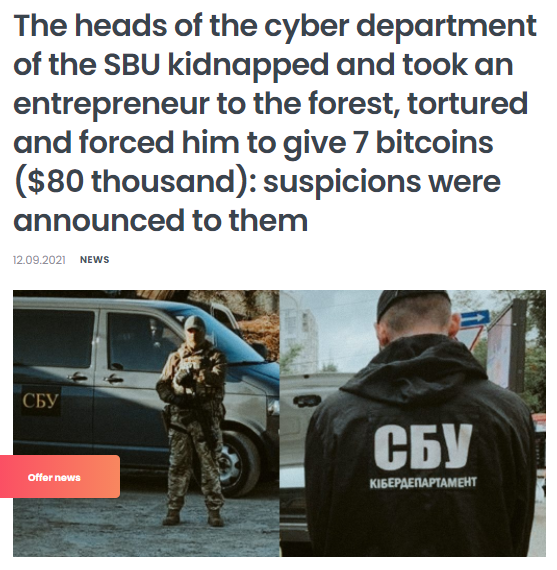 The heads of the cyber department
of the SBU kidnapped and took an
entrepreneur to the forest, tortured
and forced him to give 7 bitcoins
($80 thousand): suspicions were
announced to them
12.09.2021 NEWS
СБУ
СБУ
КІБЕРДЕПАРТАМЕНТ
Offer news